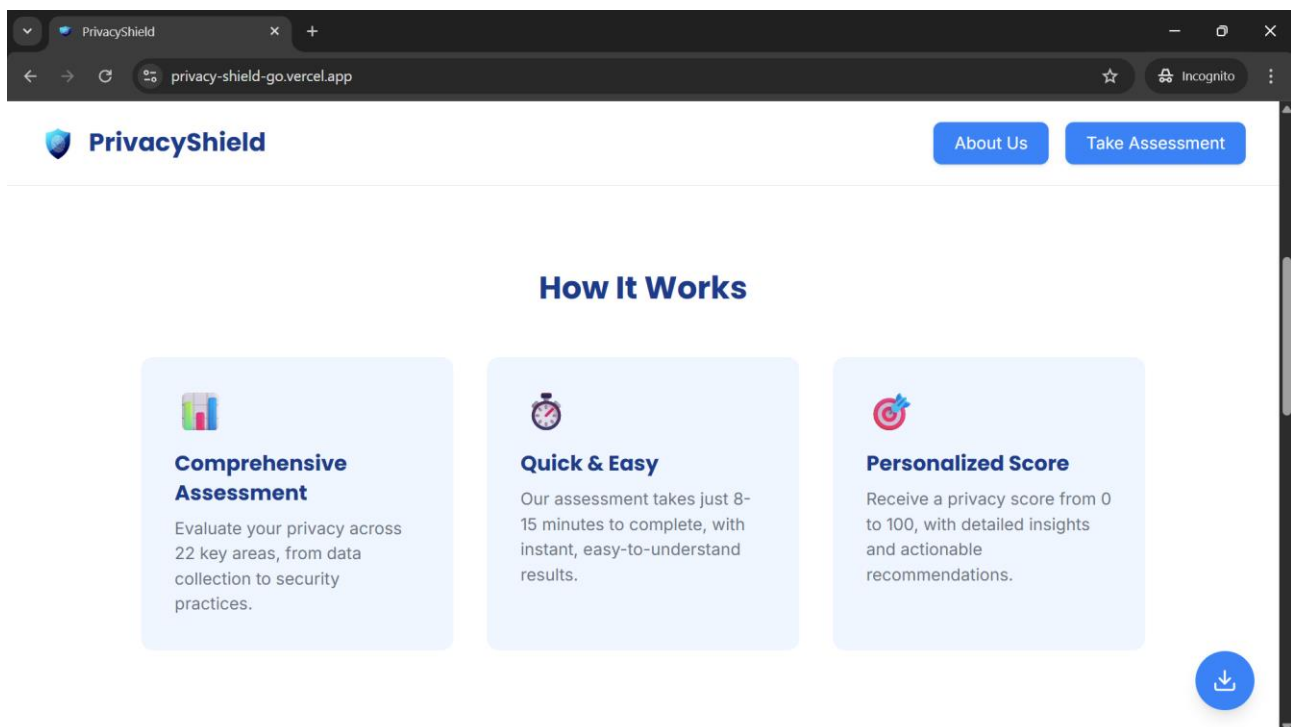 PrivacyShield
privacy-shield-go.vercel.app
Incognito
PrivacyShield
About Us
Take Assessment
How It Works
Comprehensive
Assessment
Evaluate your privacy across
22 key areas, from data
collection to security
practices.
Quick & Easy
Our assessment takes just 8-
15 minutes to complete, with
instant, easy-to-understand
results.
Personalized Score
Receive a privacy score from 0
to 100, with detailed insights
and actionable
recommendations.